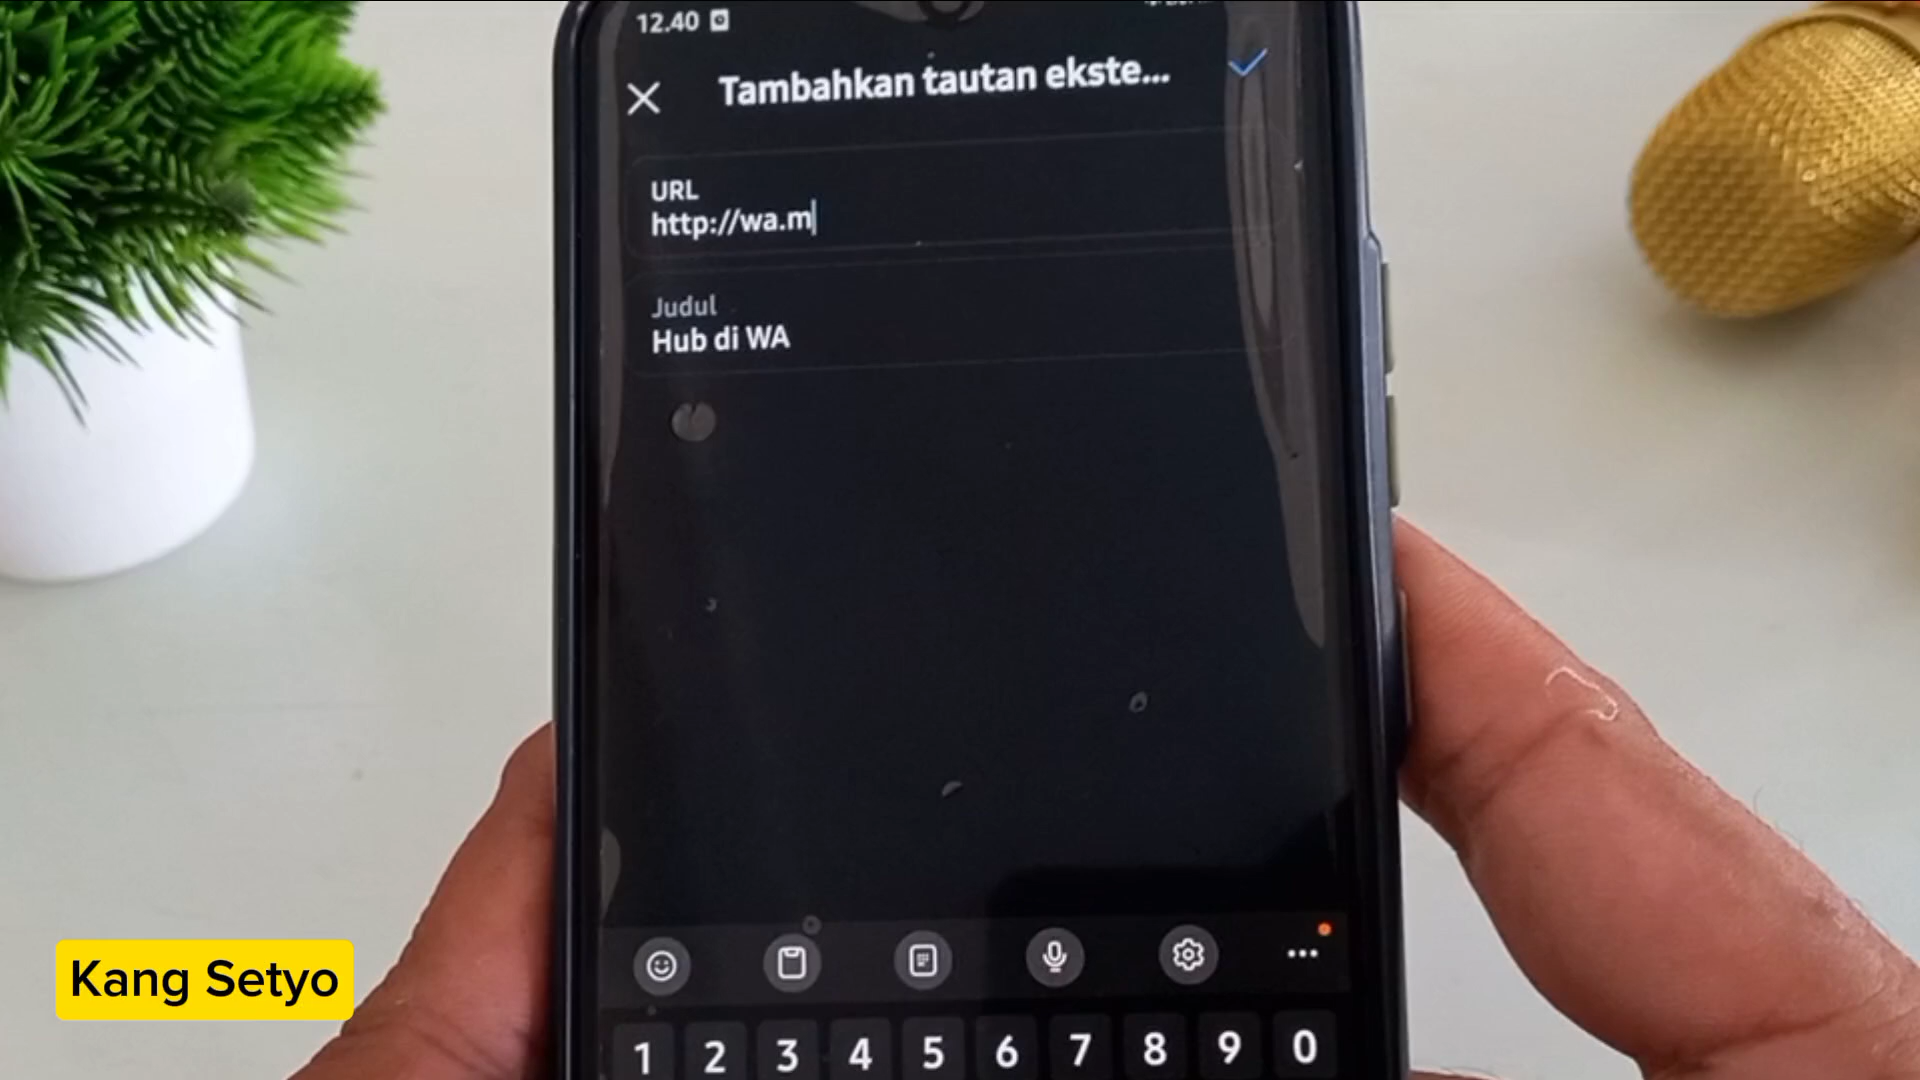 12.40
Tambahkan tautan ekste...
URL
http://wa.m
Judul
Hub di WA
Kang Setyo
1 2 3 4 5 6 7 8 9 0